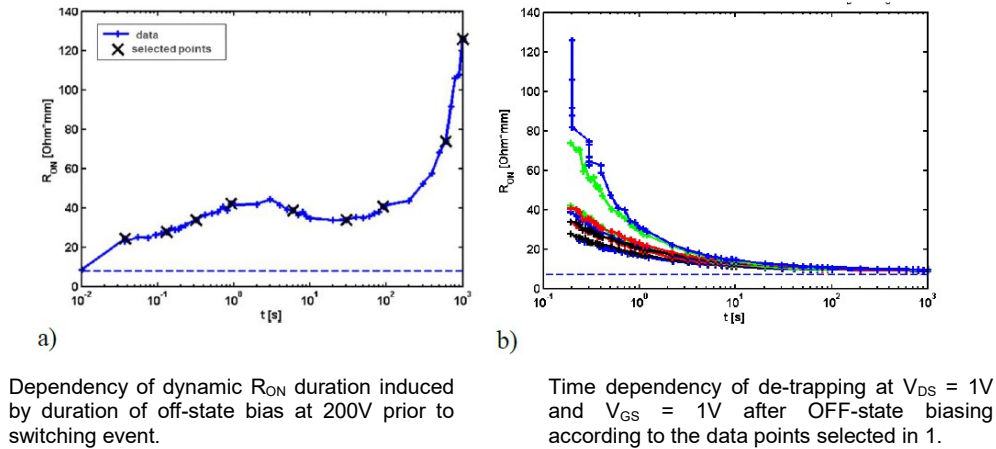 140
120
100
80
60
40
20
0
R_ON [Ohm*mm]
data
selected points
10^-2
10^-1
10^0
10^1
10^2
10^3
t [s]
a)
140
120
100
80
60
40
20
0
R_ON [Ohm*mm]
10^-1
10^0
10^1
10^2
10^3
t [s]
b)
Dependency of dynamic R_ON duration induced
by duration of off-state bias at 200V prior to
switching event.
Time dependency of de-trapping at V_DS = 1V
and V_GS = 1V after OFF-state biasing
according to the data points selected in 1.